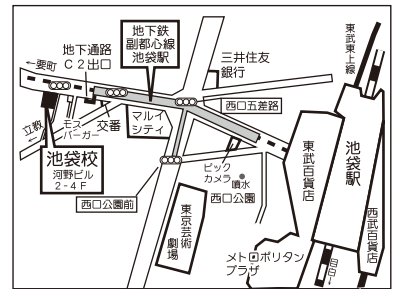 地下鉄
副都心線
池袋駅
三井住友
銀行
東武東上線
←要町
地下通路
C2出口
西口五差路
立教
←
モス
バーガー
交番
マルイ
シティ
池袋校
河野ビル
2-4F
東武百貨店
池袋駅
西武百貨店
ビック
カメラ
噴水
西口公園
西口公園前
東京芸術
劇場
メトロポリタン
プラザ
目白→